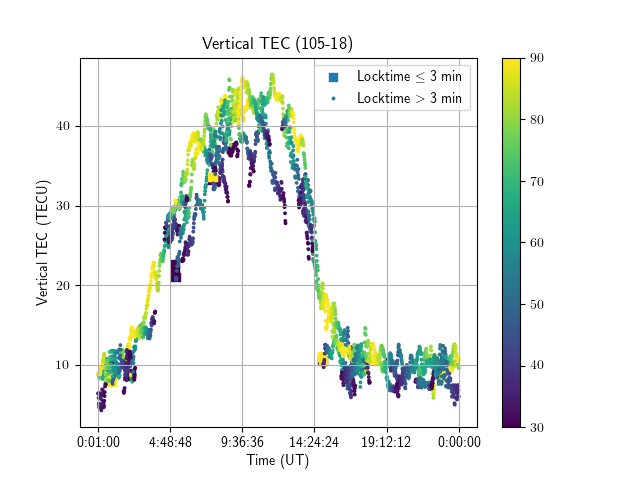 Vertical TEC (105-18)
Locktime ≤ 3 min
Locktime > 3 min
Vertical TEC (TECU)
40
30
20
10
0:01:00 4:48:48 9:36:36 14:24:24 19:12:12 0:00:00
Time (UT)
90
80
70
60
50
40
30